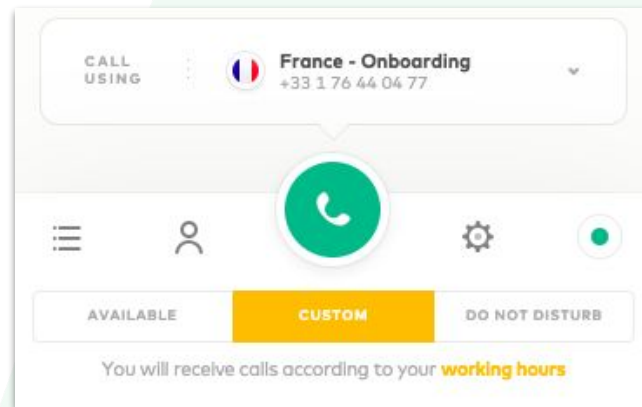 CALL USING
France - Onboarding
+33 1 76 44 04 77
AVAILABLE
CUSTOM
DO NOT DISTURB
You will receive calls according to your working hours